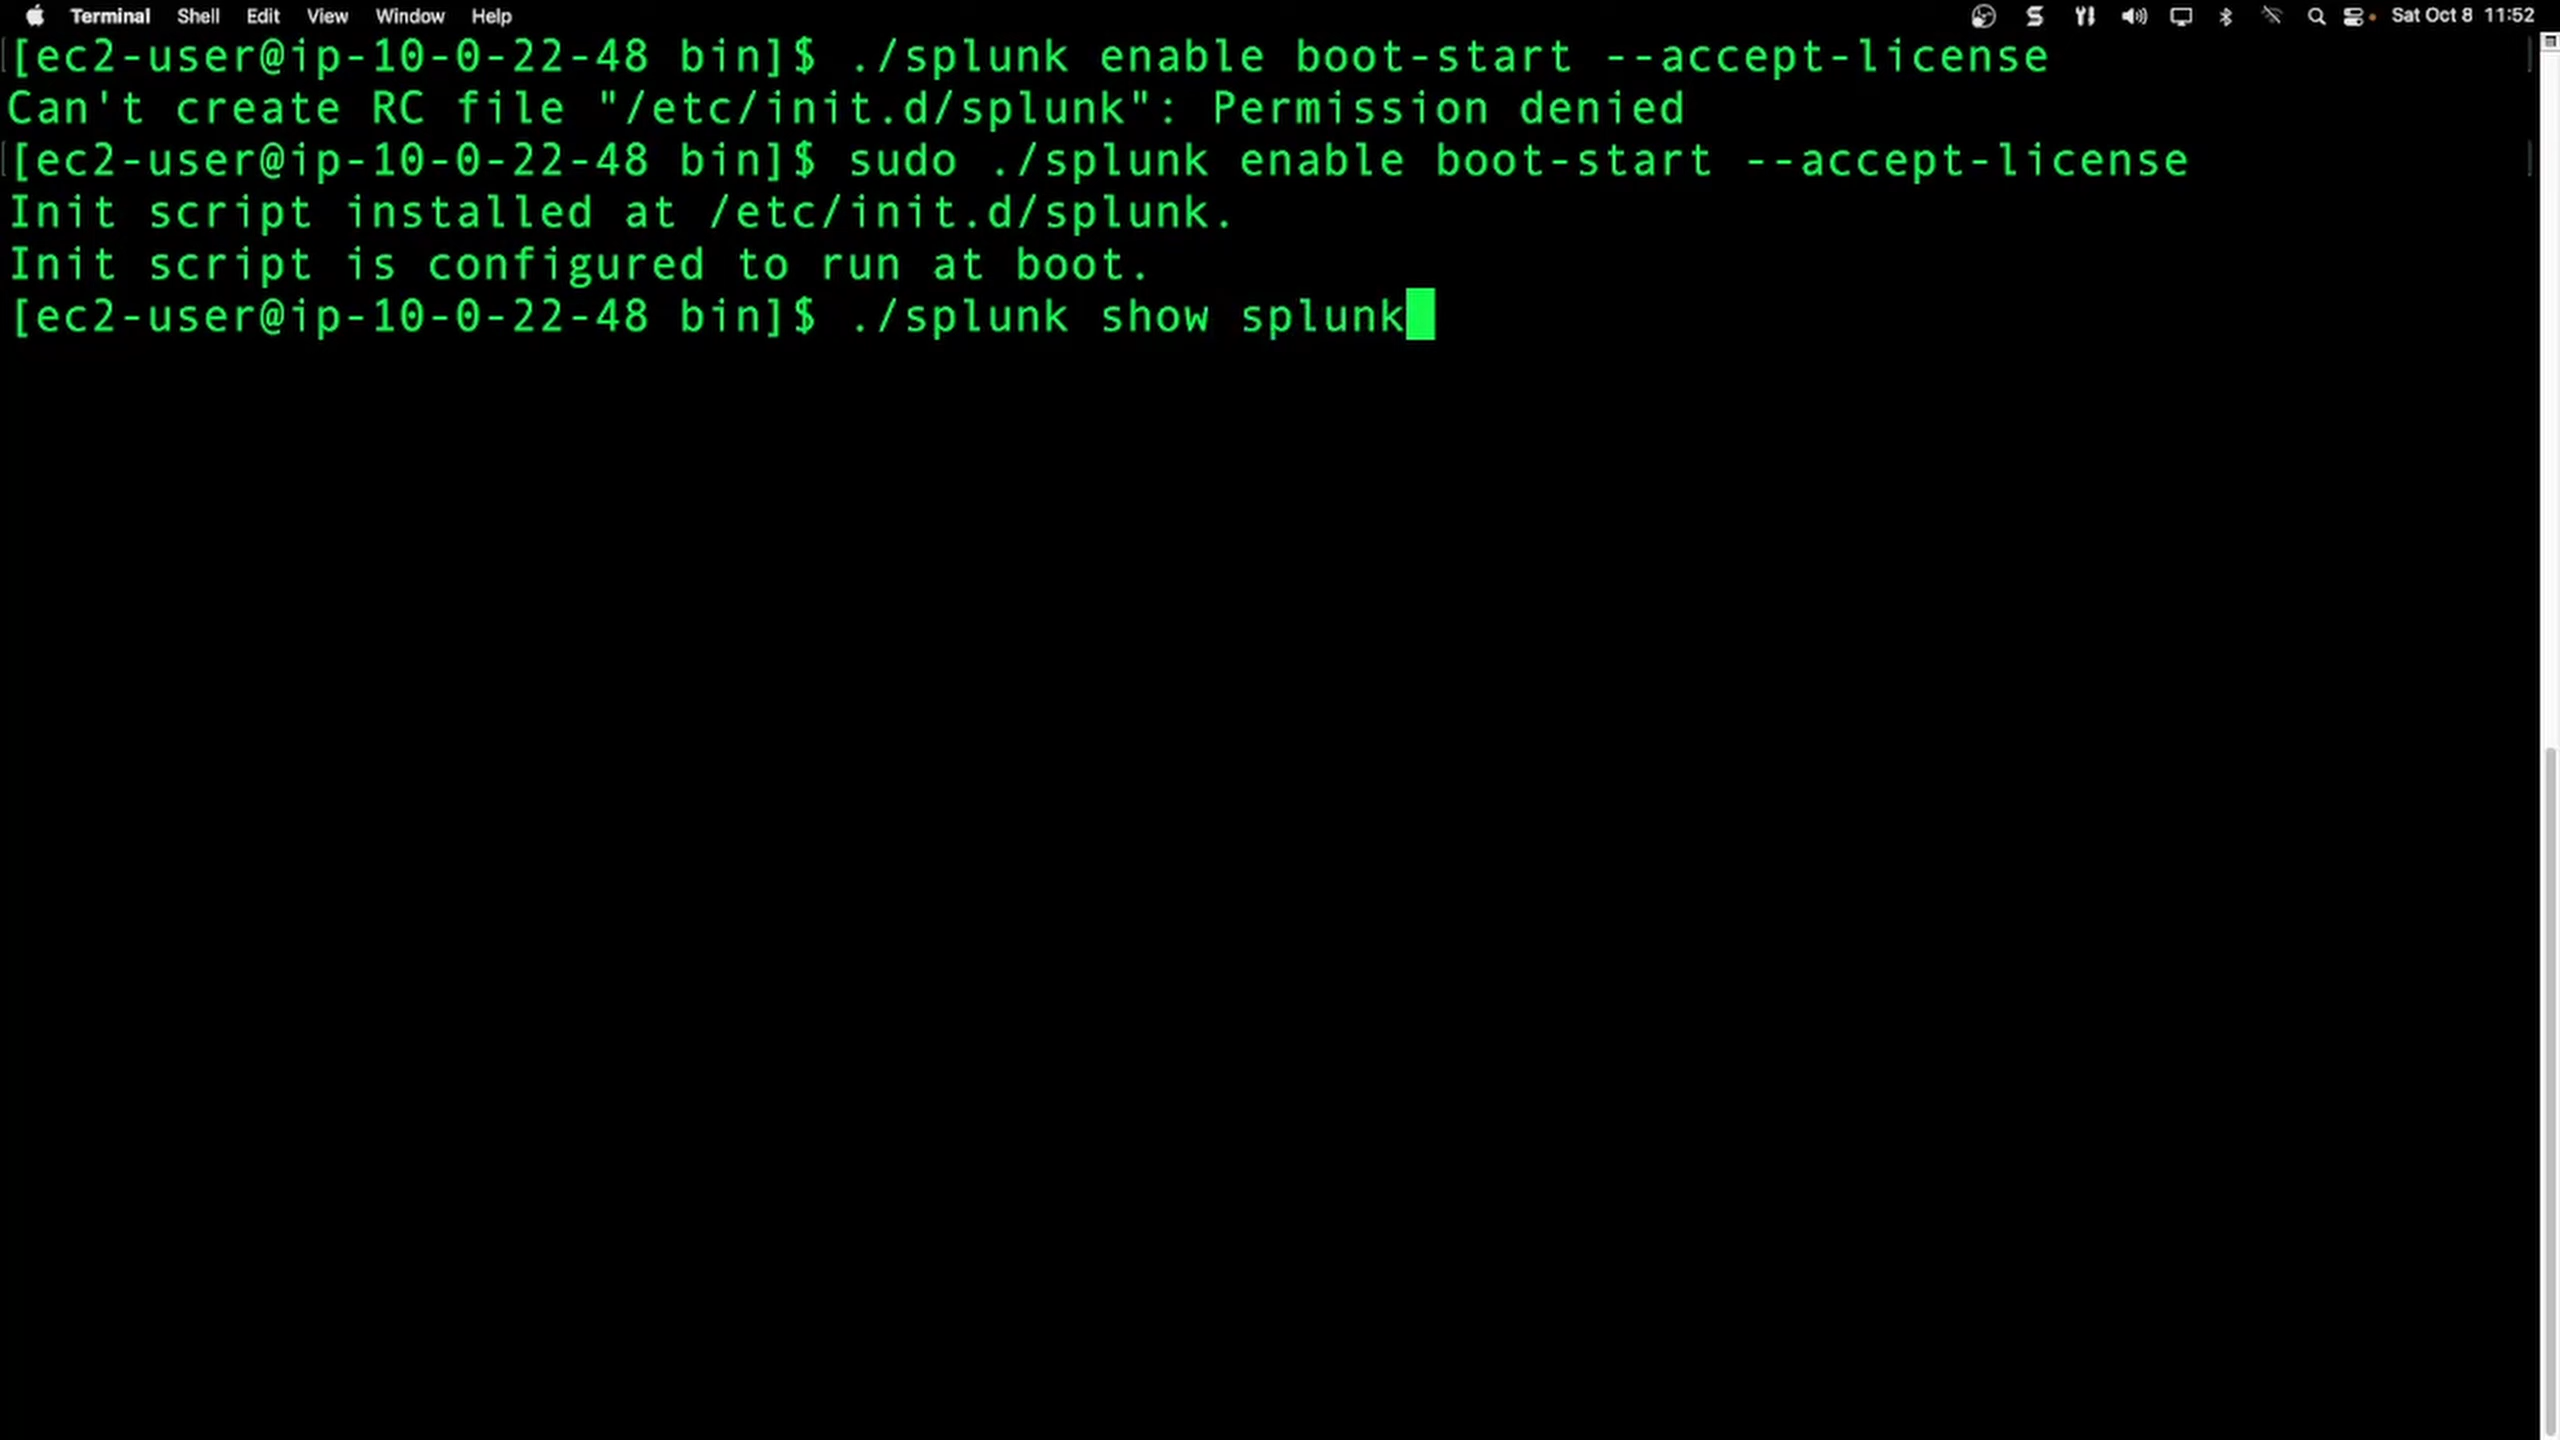 Terminal Shell Edit View Window Help Sat Oct 8 11:52
[ec2-user@ip-10-0-22-48 bin]$ ./splunk enable boot-start --accept-license
Can't create RC file "/etc/init.d/splunk": Permission denied
[ec2-user@ip-10-0-22-48 bin]$ sudo ./splunk enable boot-start --accept-license
Init script installed at /etc/init.d/splunk.
Init script is configured to run at boot.
[ec2-user@ip-10-0-22-48 bin]$ ./splunk show splunk